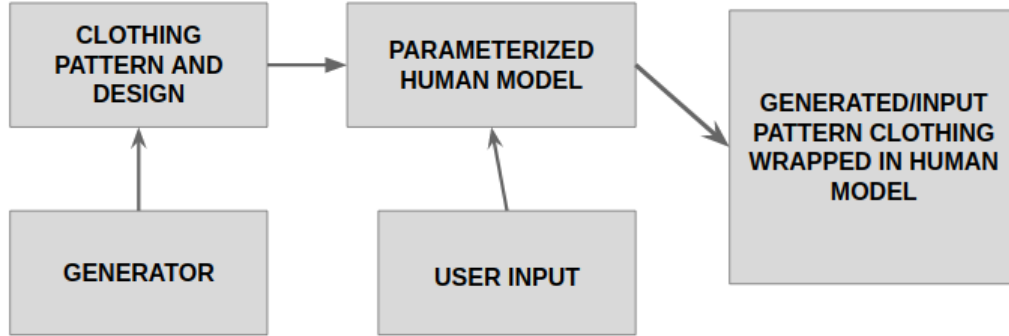 CLOTHING
PATTERN AND
DESIGN
PARAMETERIZED
HUMAN MODEL
GENERATED/INPUT
PATTERN CLOTHING
WRAPPED IN HUMAN
MODEL
GENERATOR
USER INPUT